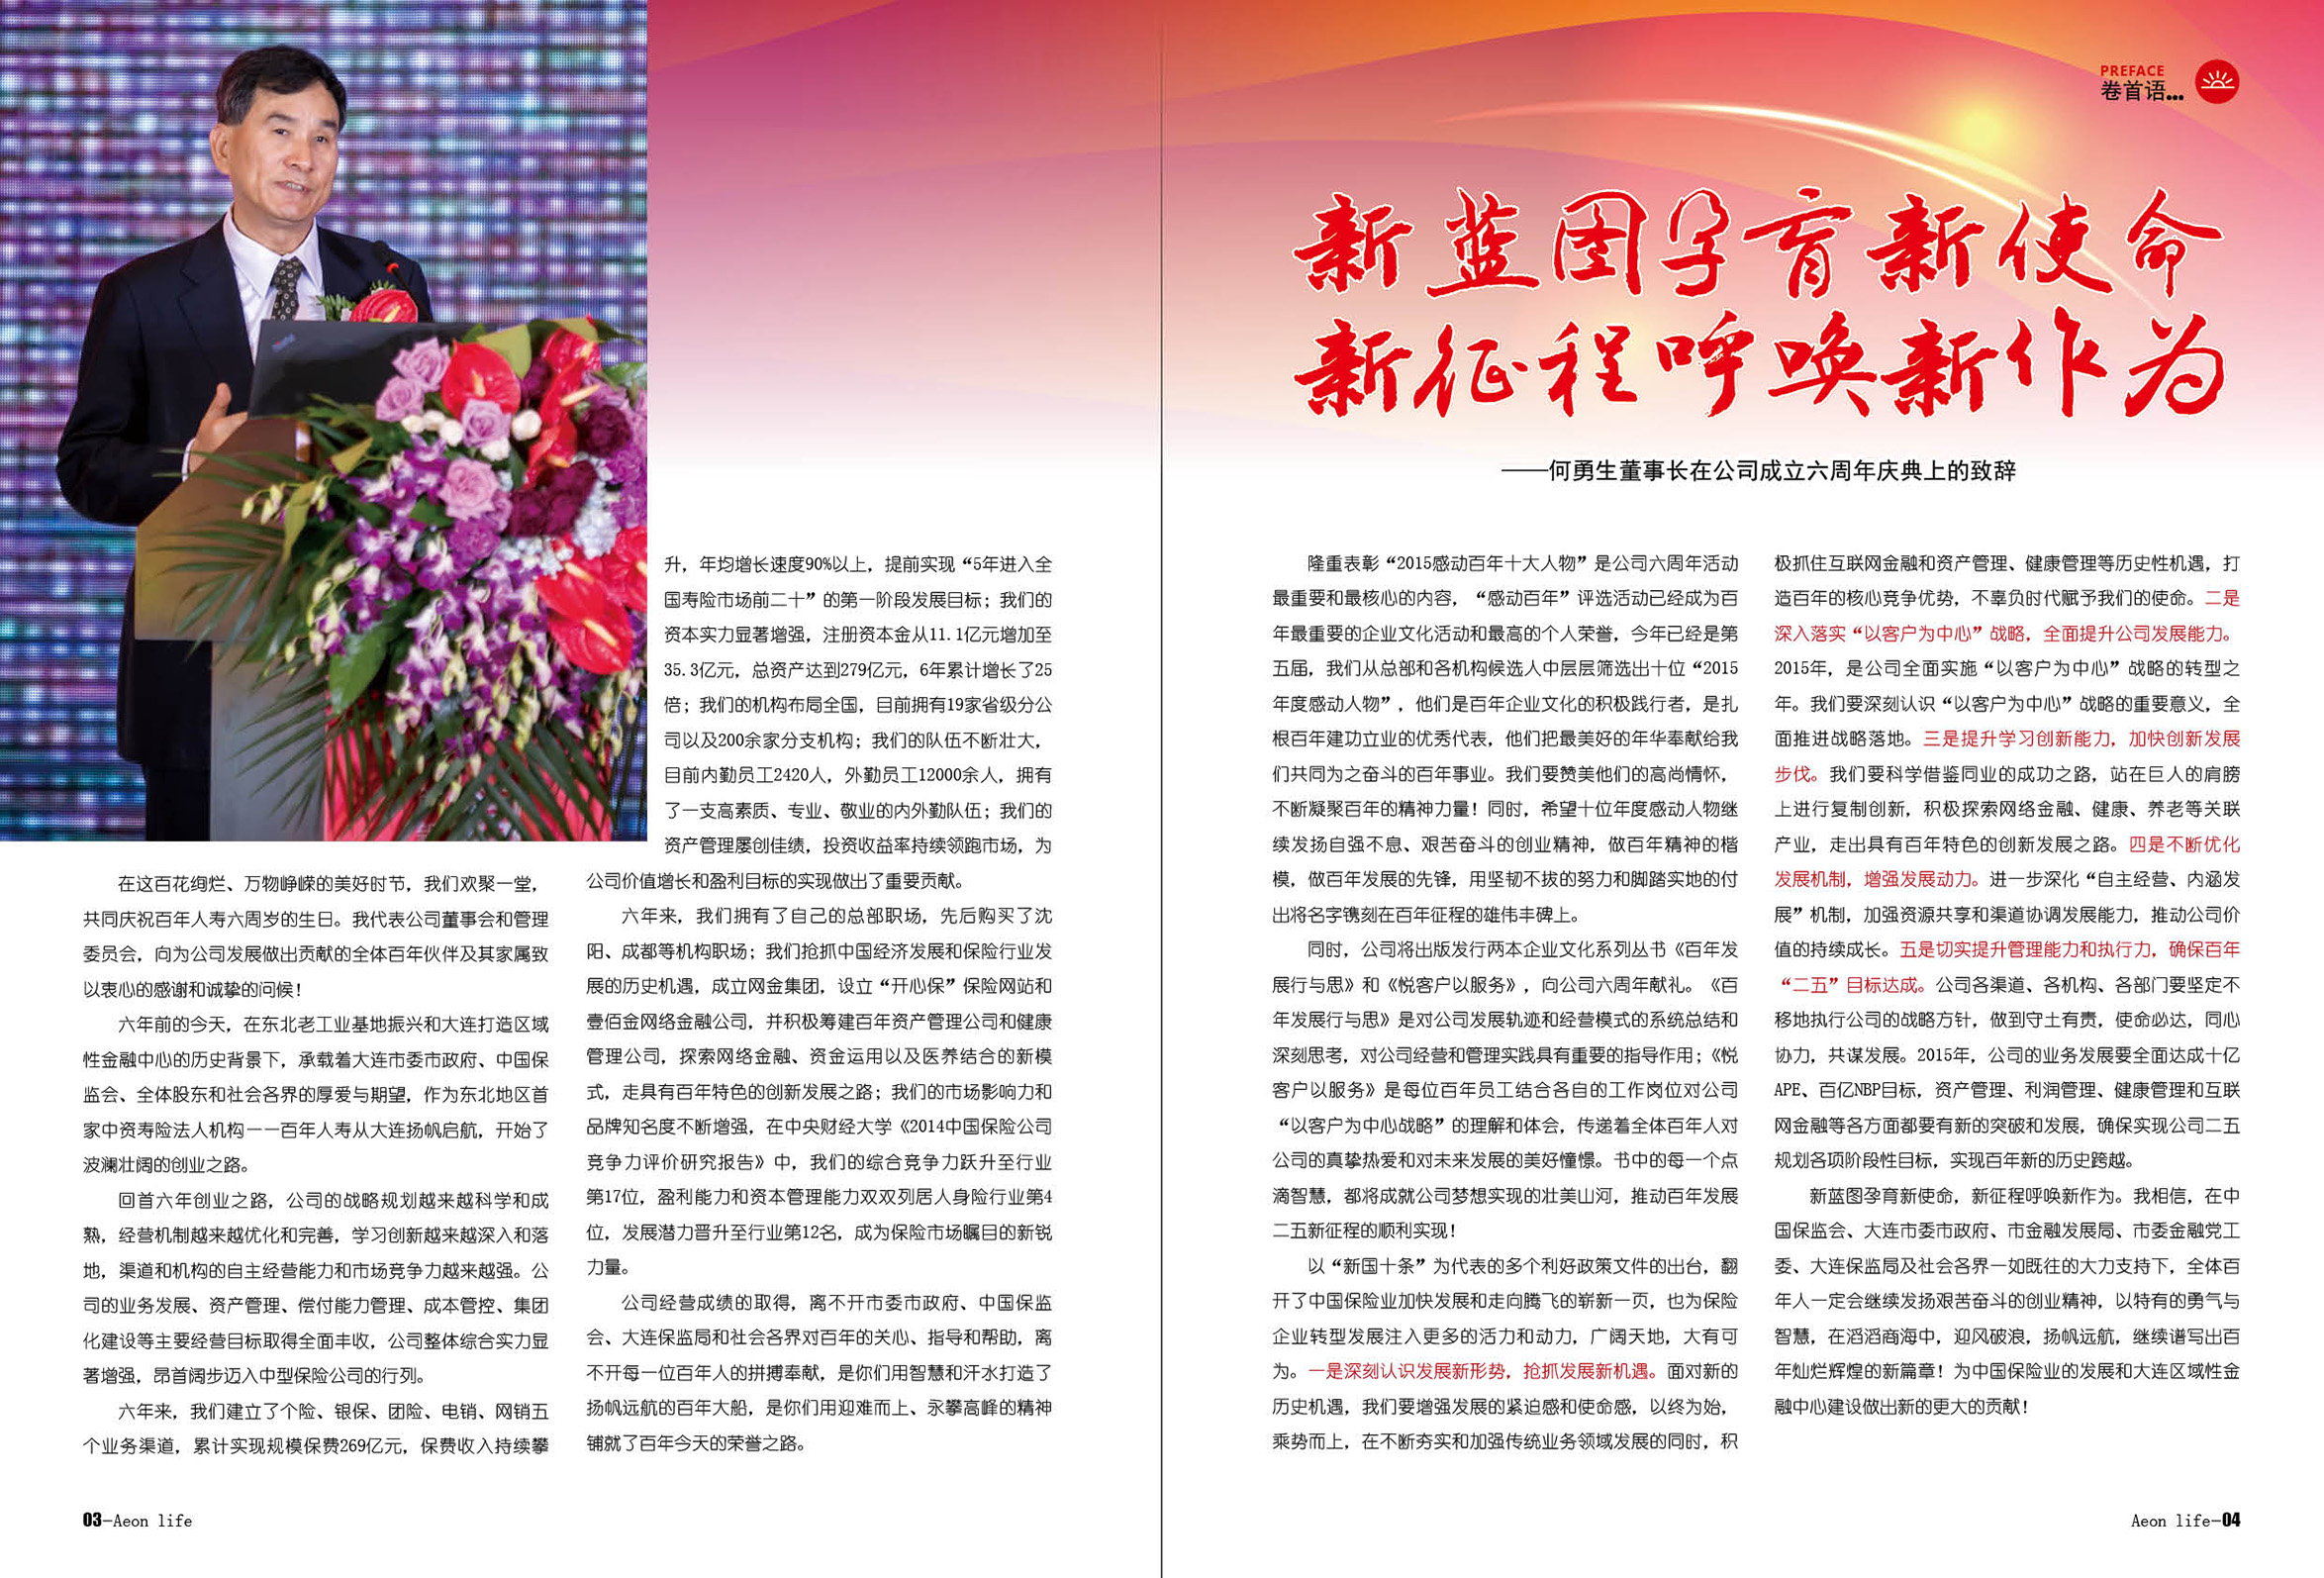 PREFACE
卷首语...
新蓝图孕育新使命
新征程呼唤新作为
——何勇生董事长在公司成立六周年庆典上的致辞
在这百花绚烂、万物峥嵘的美好时节，我们欢聚一堂，
共同庆祝百年人寿六周岁的生日。我代表公司董事会和管理
委员会，向为公司发展做出贡献的全体百年伙伴及其家属致
以衷心的感谢和诚挚的问候！
六年前的今天，在东北老工业基地振兴和大连打造区域
性金融中心的历史背景下，承载着大连市委市政府、中国保
监会、全体股东和社会各界的厚爱与期望，作为东北地区首
家中资寿险法人机构——百年人寿从大连扬帆启航，开始了
波澜壮阔的创业之路。
回首六年创业之路，公司的战略规划越来越科学和成
熟，经营机制越来越优化和完善，学习创新越来越深入和落
地，渠道和机构的自主经营能力和市场竞争力越来越强。公
司的业务发展、资产管理、偿付能力管理、成本管控、集团
化建设等主要经营目标取得全面丰收，公司整体综合实力显
著增强，昂首阔步迈入中型保险公司的行列。
六年来，我们建立了个险、银保、团险、电销、网销五
个业务渠道，累计实现规模保费269亿元，保费收入持续攀
升，年均增长速度90%以上，提前实现“5年进入全
国寿险市场前二十”的第一阶段发展目标；我们的
资本实力显著增强，注册资本金从11.1亿元增加至
35.3亿元，总资产达到279亿元，6年累计增长了25
倍；我们的机构布局全国，目前拥有19家省级分公
司以及200余家分支机构；我们的队伍不断壮大，
目前内勤员工2420人，外勤员工12000余人，拥有
了一支高素质、专业、敬业的内外勤队伍；我们的
资产管理屡创佳绩，投资收益率持续领跑市场，为
公司价值增长和盈利目标的实现做出了重要贡献。
六年来，我们拥有了自己的总部职场，先后购买了沈
阳、成都等机构职场；我们抢抓中国经济发展和保险行业发
展的历史机遇，成立网金集团，设立“开心保”保险网站和
壹佰金网络金融公司，并积极筹建百年资产管理公司和健康
管理公司，探索网络金融、资金运用以及医养结合的新模
式，走具有百年特色的创新发展之路；我们的市场影响力和
品牌知名度不断增强，在中央财经大学《2014中国保险公司
竞争力评价研究报告》中，我们的综合竞争力跃升至行业
第17位，盈利能力和资本管理能力双双列居人身险行业第4
位，发展潜力晋升至行业第12名，成为保险市场瞩目的新锐
力量。
公司经营成绩的取得，离不开市委市政府、中国保监
会、大连保监局和社会各界对百年的关心、指导和帮助，离
不开每一位百年人的拼搏奉献，是你们用智慧和汗水打造了
扬帆远航的百年大船，是你们用迎难而上、永攀高峰的精神
铺就了百年今天的荣誉之路。
隆重表彰“2015感动百年十大人物”是公司六周年活动
最重要和最核心的内容，“感动百年”评选活动已经成为百
年最重要的企业文化活动和最高的个人荣誉，今年已经是第
五届，我们从总部和各机构候选人中层层筛选出十位“2015
年度感动人物”，他们是百年企业文化的积极践行者，是扎
根百年建功立业的优秀代表，他们把最美好的年华奉献给我
们共同为之奋斗的百年事业。我们要赞美他们的高尚情怀，
不断凝聚百年的精神力量！同时，希望十位年度感动人物继
续发扬自强不息、艰苦奋斗的创业精神，做百年精神的楷
模，做百年发展的先锋，用坚韧不拔的努力和脚踏实地的付
出将名字镌刻在百年征程的雄伟丰碑上。
同时，公司将出版发行两本企业文化系列丛书《百年发
展行与思》和《悦客户以服务》，向公司六周年献礼。《百
年发展行与思》是对公司发展轨迹和经营模式的系统总结和
深刻思考，对公司经营和管理实践具有重要的指导作用；《悦
客户以服务》是每位百年员工结合各自的工作岗位对公司
“以客户为中心战略”的理解和体会，传递着全体百年人对
公司的真挚热爱和对未来发展的美好憧憬。书中的每一个点
滴智慧，都将成就公司梦想实现的壮美山河，推动百年发展
二五新征程的顺利实现！
以“新国十条”为代表的多个利好政策文件的出台，翻
开了中国保险业加快发展和走向腾飞的崭新一页，也为保险
企业转型发展注入更多的活力和动力，广阔天地，大有可
为。一是深刻认识发展新形势，抢抓发展新机遇。面对新的
历史机遇，我们要增强发展的紧迫感和使命感，以终为始，
乘势而上，在不断夯实和加强传统业务领域发展的同时，积
极抓住互联网金融和资产管理、健康管理等历史性机遇，打
造百年的核心竞争优势，不辜负时代赋予我们的使命。二是
深入落实“以客户为中心”战略，全面提升公司发展能力。
2015年，是公司全面实施“以客户为中心”战略的转型之
年。我们要深刻认识“以客户为中心”战略的重要意义，全
面推进战略落地。三是提升学习创新能力，加快创新发展
步伐。我们要科学借鉴同业的成功之路，站在巨人的肩膀
上进行复制创新，积极探索网络金融、健康、养老等关联
产业，走出具有百年特色的创新发展之路。四是不断优化
发展机制，增强发展动力。进一步深化“自主经营、内涵发
展”机制，加强资源共享和渠道协调发展能力，推动公司价
值的持续成长。五是切实提升管理能力和执行力，确保百年
“二五”目标达成。公司各渠道、各机构、各部门要坚定不
移地执行公司的战略方针，做到守土有责，使命必达，同心
协力，共谋发展。2015年，公司的业务发展要全面达成十亿
APE、百亿NBP目标，资产管理、利润管理、健康管理和互联
网金融等各方面都要有新的突破和发展，确保实现公司二五
规划各项阶段性目标，实现百年新的历史跨越。
新蓝图孕育新使命，新征程呼唤新作为。我相信，在中
国保监会、大连市委市政府、市金融发展局、市委金融党工
委、大连保监局及社会各界一如既往的大力支持下，全体百
年人一定会继续发扬艰苦奋斗的创业精神，以特有的勇气与
智慧，在滔滔商海中，迎风破浪，扬帆远航，继续谱写出百
年灿烂辉煌的新篇章！为中国保险业的发展和大连区域性金
融中心建设做出新的更大的贡献！
03—Aeon life
Aeon life—04